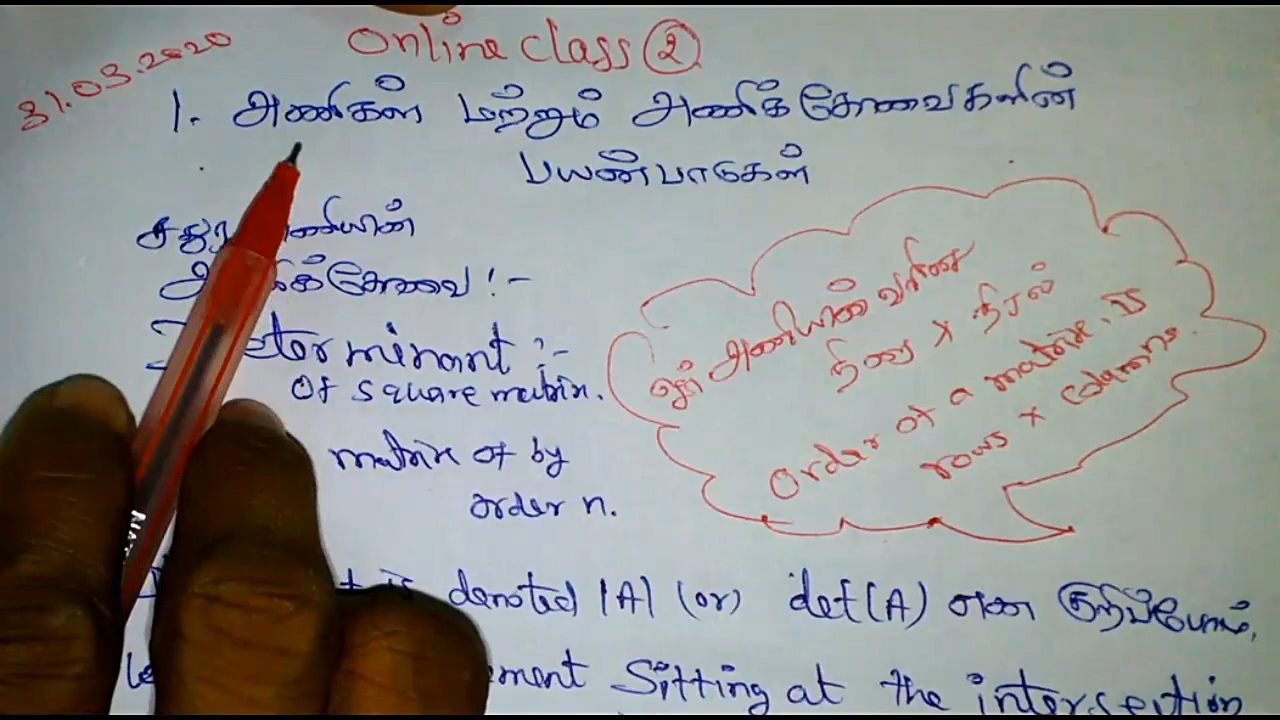 Online Class ②
31.03.2020
1. அணிகள் மற்றும் அணிக்கோவைகளின்
பயன்பாடுகள்
சதுர அணியின்
அணிக்கோவை :-
Determinant :-
Of square matrix.
matrix of by
order n.
is denoted |A| (or) det(A) என குறிப்போம்.
Sitting at the intersection
ஓர் அணியின் வரிசை
நிரை × நிரல்
Order of a matrix is
rows × columns.